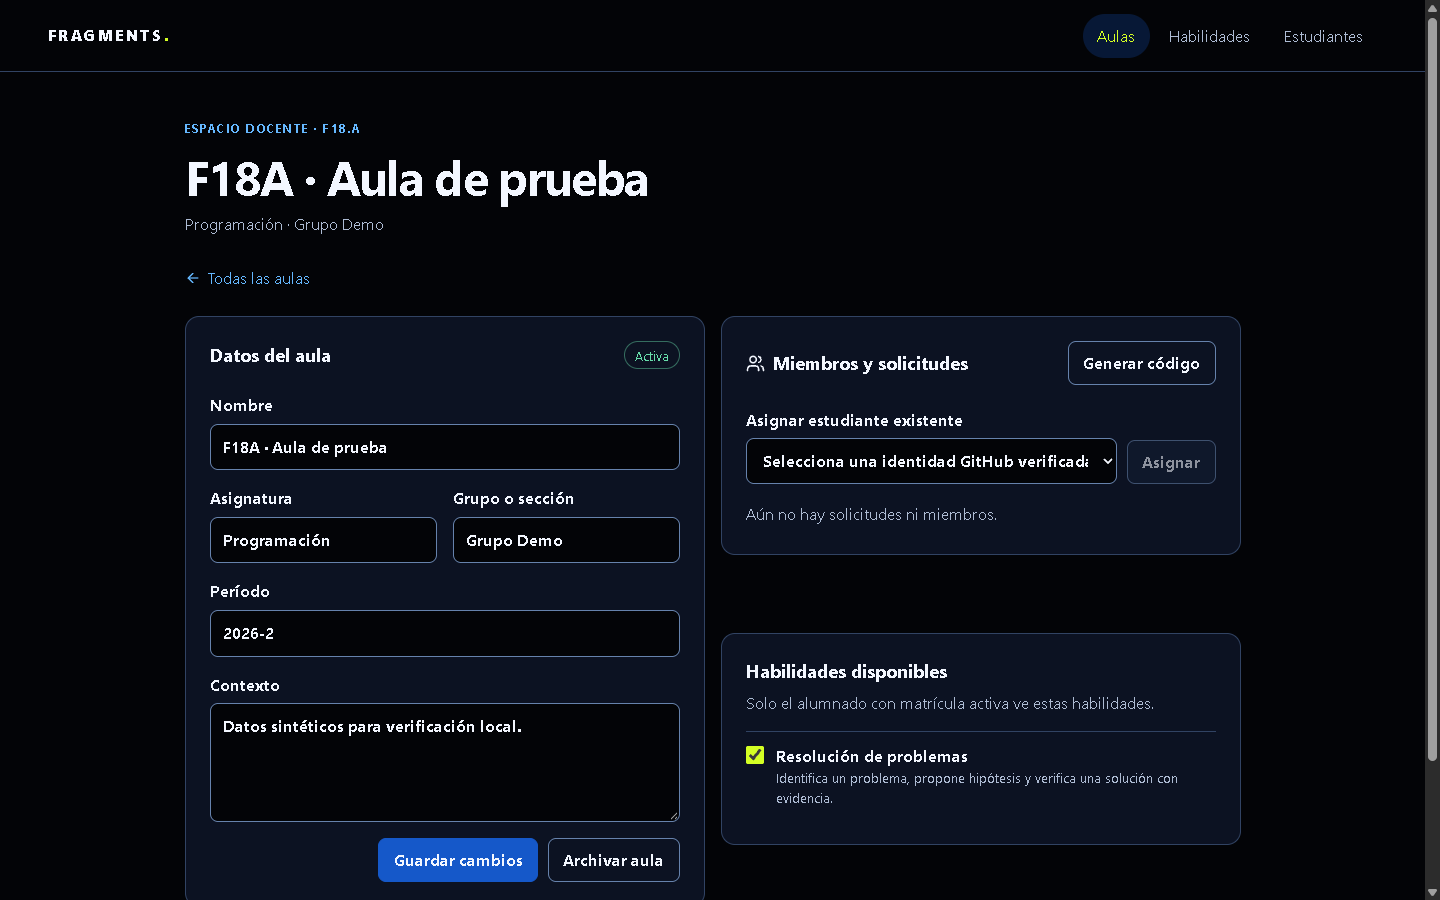 FRAGMENTS.
Aulas
Habilidades
Estudiantes
ESPACIO DOCENTE · F18.A
F18A · Aula de prueba
Programación · Grupo Demo
← Todas las aulas
Datos del aula
Activa
Nombre
F18A · Aula de prueba
Asignatura
Grupo o sección
Programación
Grupo Demo
Período
2026-2
Contexto
Datos sintéticos para verificación local.
Guardar cambios
Archivar aula
Miembros y solicitudes
Generar código
Asignar estudiante existente
Selecciona una identidad GitHub verificada
Asignar
Aún no hay solicitudes ni miembros.
Habilidades disponibles
Solo el alumnado con matrícula activa ve estas habilidades.
Resolución de problemas
Identifica un problema, propone hipótesis y verifica una solución con
evidencia.